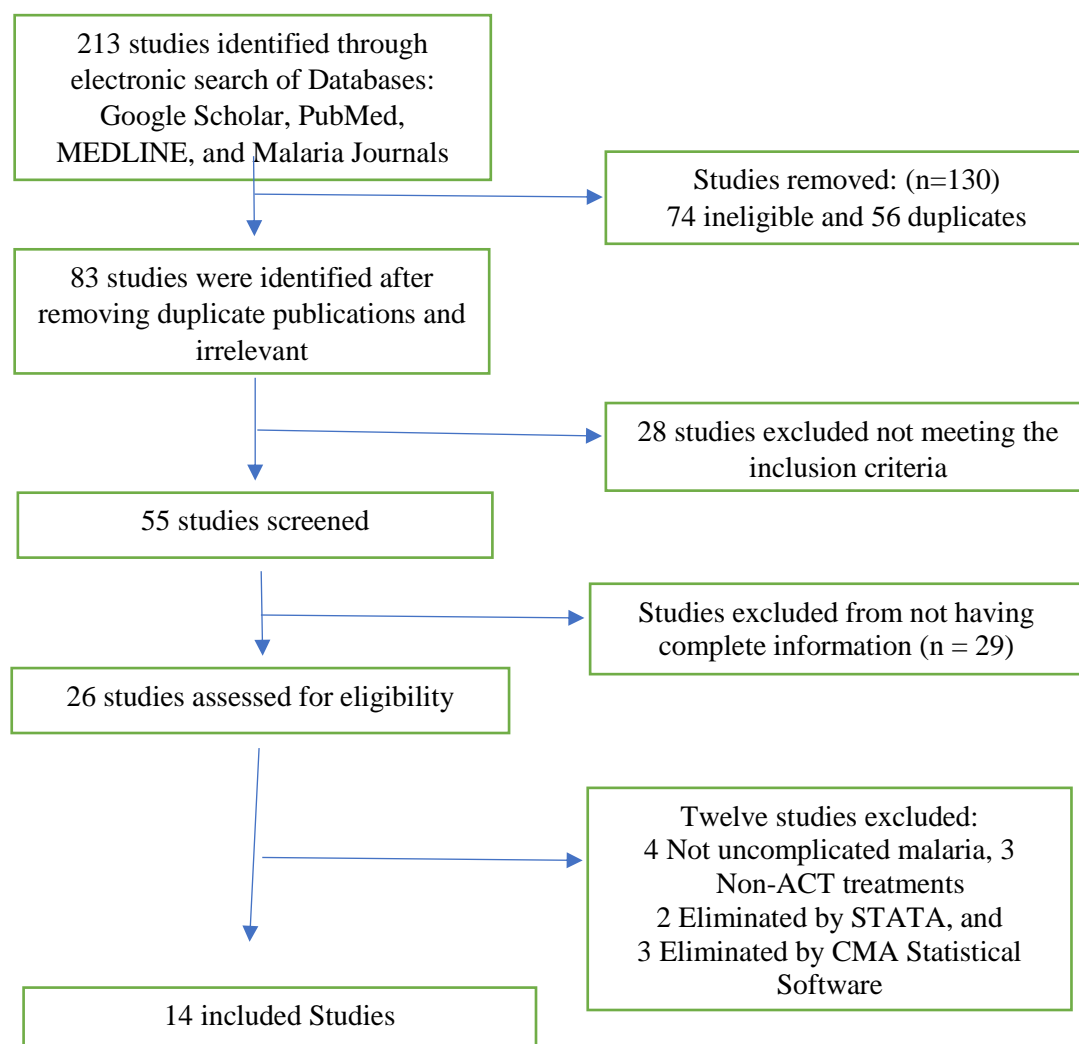 213 studies identified through
electronic search of Databases:
Google Scholar, PubMed,
MEDLINE, and Malaria Journals
Studies removed: (n=130)
74 ineligible and 56 duplicates
83 studies were identified after
removing duplicate publications and
irrelevant
28 studies excluded not meeting the
inclusion criteria
55 studies screened
Studies excluded from not having
complete information (n = 29)
26 studies assessed for eligibility
Twelve studies excluded:
4 Not uncomplicated malaria, 3
Non-ACT treatments
2 Eliminated by STATA, and
3 Eliminated by CMA Statistical
Software
14 included Studies